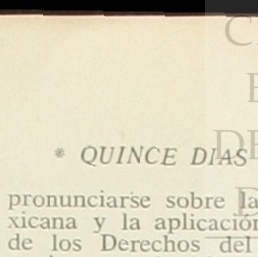 * QUINCE DIAS
pronunciarse sobre la
xicana y la aplicación
de los Derechos del